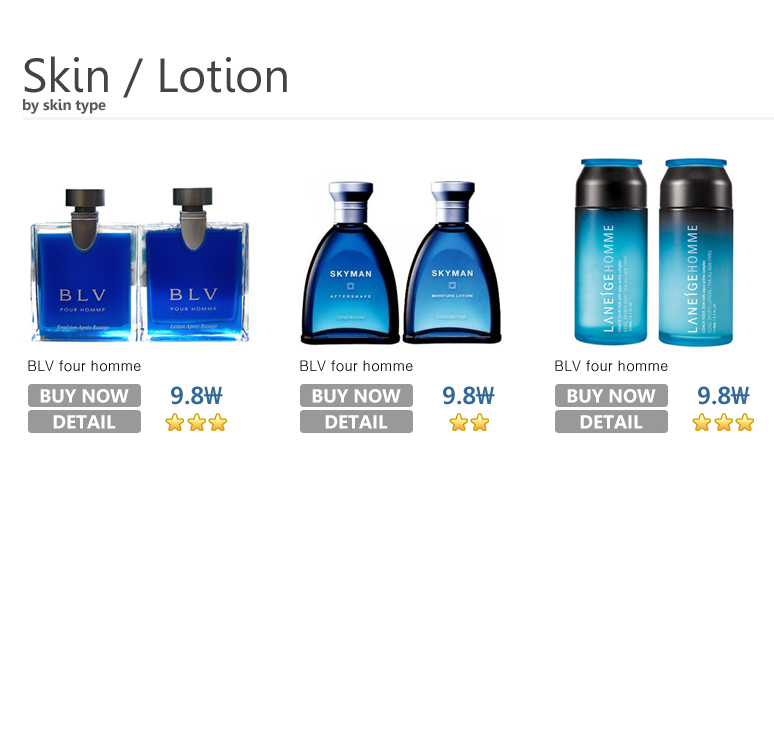 Skin / Lotion
by skin type
BLV
POUR HOMME
Emulsion Après Rasage
BLV
POUR HOMME
Lotion Après Rasage
SKYMAN
AFTERSHAVE
SKYMAN
MOISTURE LOTION
LANEÍGE HOMME
LANEÍGE HOMME
BLV four homme
BUY NOW
9.8₩
DETAIL
BLV four homme
BUY NOW
9.8₩
DETAIL
BLV four homme
BUY NOW
9.8₩
DETAIL